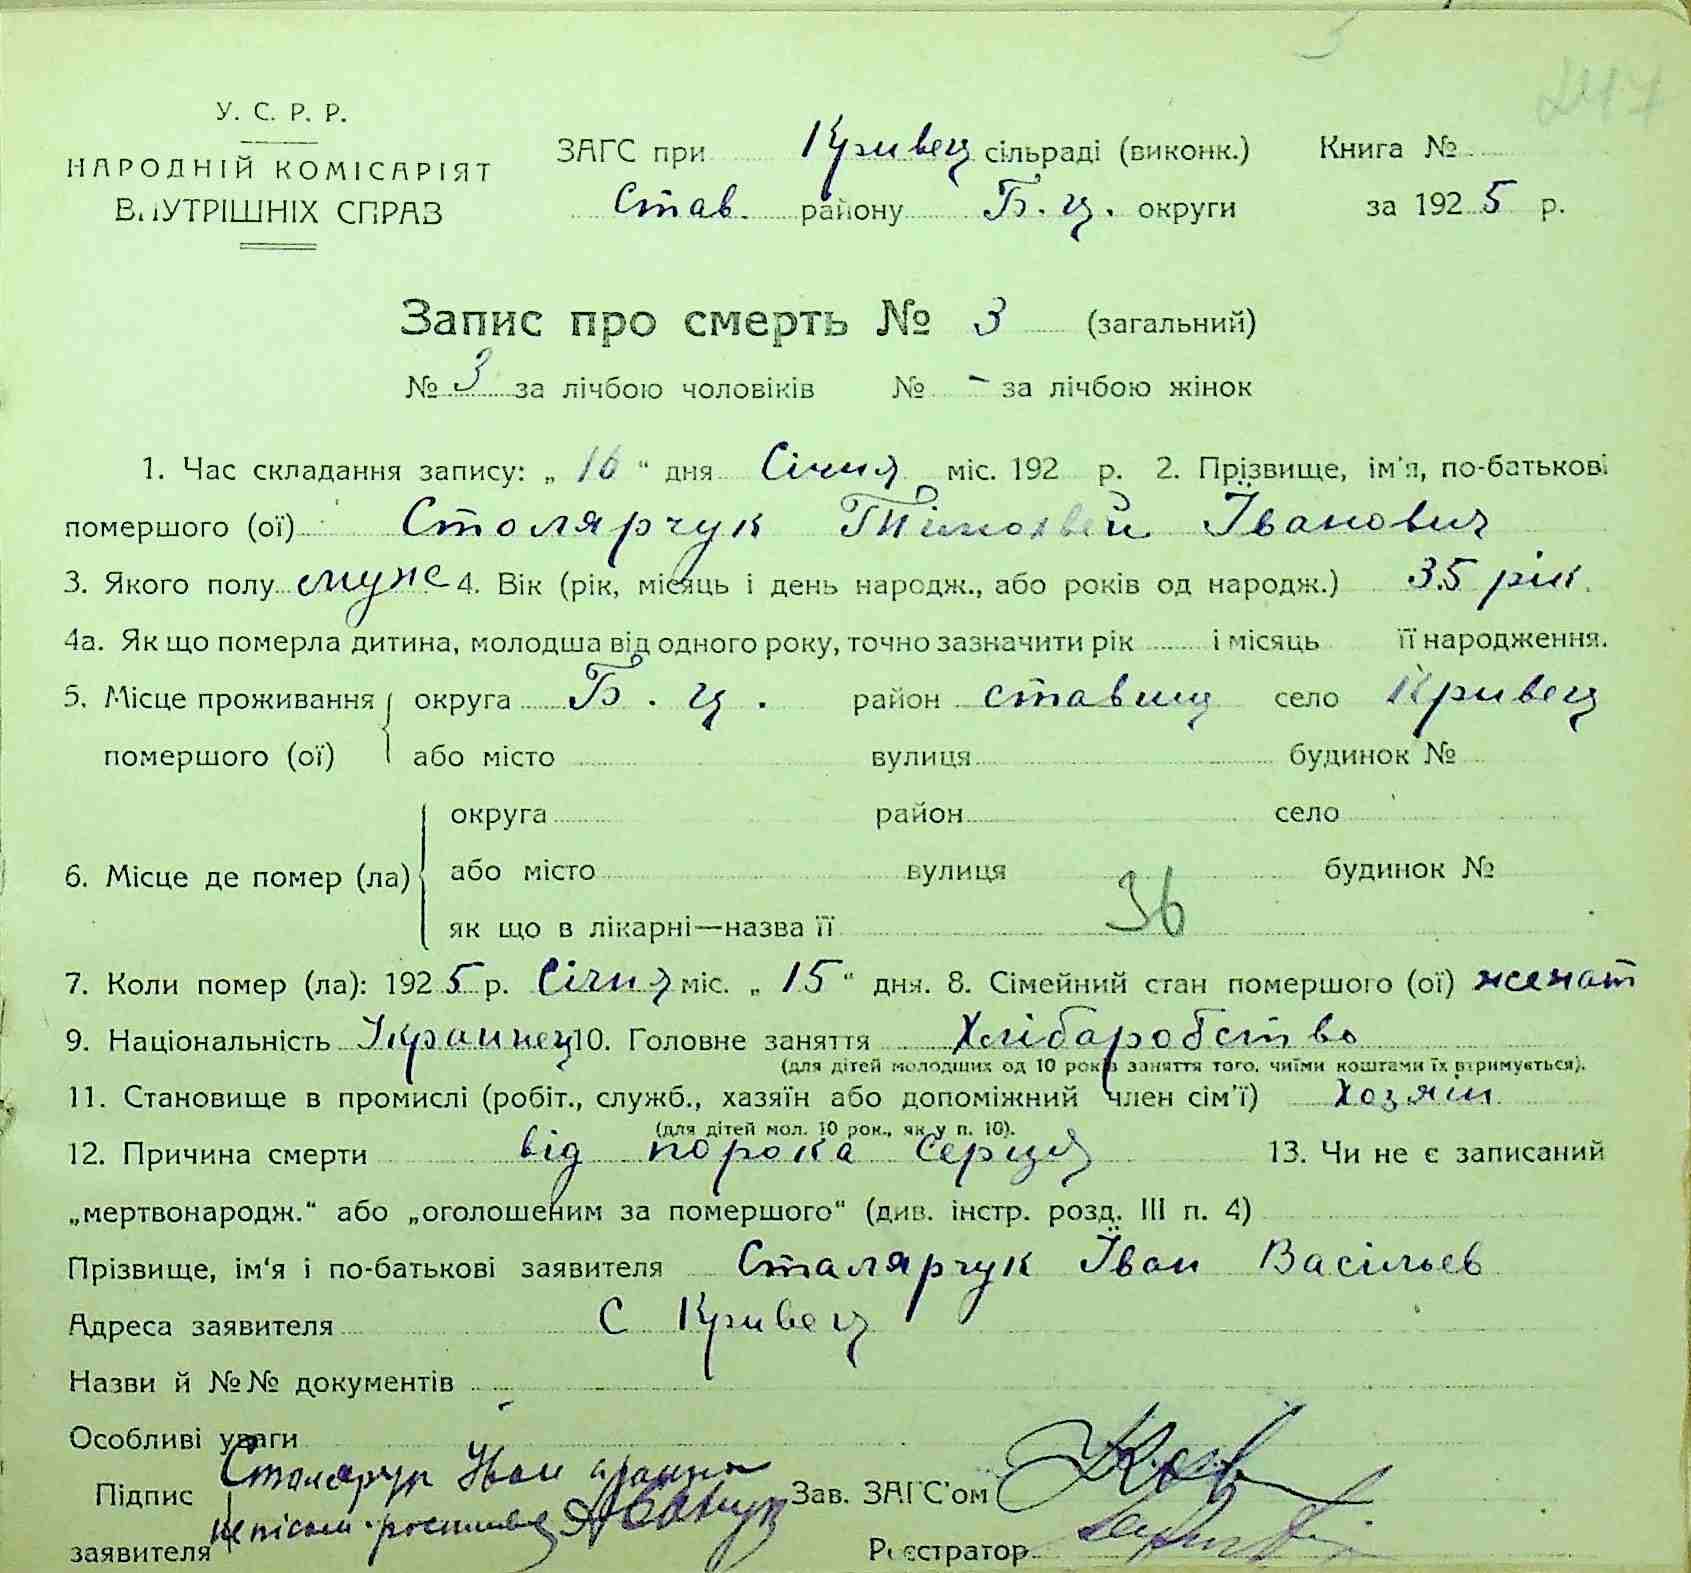 247
У. С. Р. Р.
НАРОДНІЙ КОМІСАРІЯТ
ВНУТРІШНІХ СПРАВ
ЗАГС при Кривец сільраді (виконк.) Книга №
Став. району Б. Ц. округи за 1925 р.
Запис про смерть № 3 (загальний)
№ 3 за лічбою чоловіків № - за лічбою жінок
1. Час складання запису: „16“ дня Січня міс. 192 р. 2. Прізвище, ім'я, по-батькові
помершого (ої) Столярчук Тімохвей Їванович
3. Якого полу муже 4. Вік (рік, місяць і день народж., або років од народж.) 35 рік.
4а. Як що померла дитина, молодша від одного року, точно зазначити рік і місяць її народження.
5. Місце проживання округа Б. Ц. район ставищ село Кривец
помершого (ої) або місто вулиця будинок №
округа район село
6. Місце де помер (ла) або місто вулиця будинок №
як що в лікарні—назва її 36
7. Коли помер (ла): 1925 р. Січня міс. „15“ дня. 8. Сімейний стан помершого (ої) женат
9. Національність Украинец 10. Головне заняття Хлібаробство
(для дітей молодших од 10 років заняття того, чиїми коштами їх втримується).
11. Становище в промислі (робіт., служб., хазяїн або допоміжний член сім'ї) Хозяін
(для дітей мол. 10 рок., як у п. 10).
12. Причина смерти від порока Серця 13. Чи не є записаний
„мертвонародж.“ або „оголошеним за помершого“ (див. інстр. розд. III п. 4)
Прізвище, ім'я і по-батькові заявителя Сталярчук Їван Васільев
Адреса заявителя С Кривец
Назви й №№ документів
Особливі уваги
Підпис Столярчук Иван
заявителя
Зав. ЗАГС'ом
Реєстратор